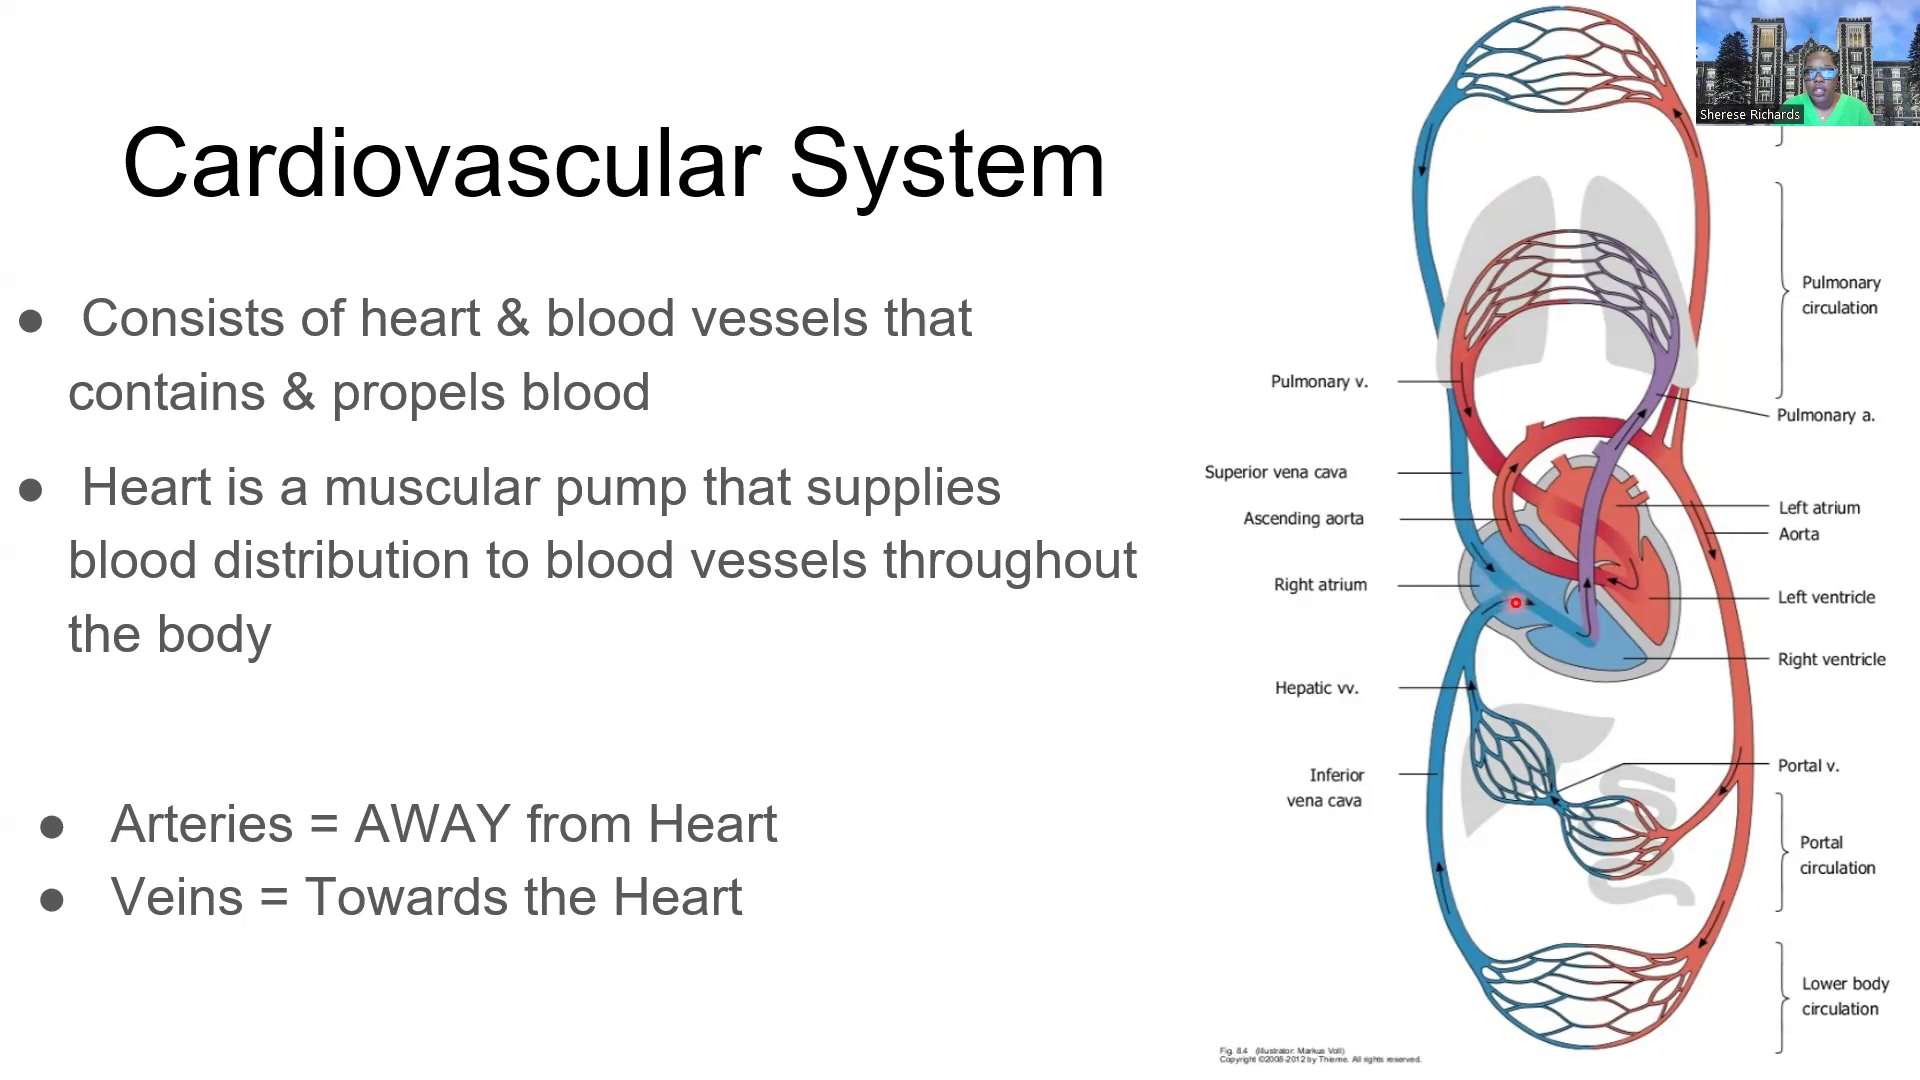 Cardiovascular System
● Consists of heart & blood vessels that
contains & propels blood
● Heart is a muscular pump that supplies
blood distribution to blood vessels throughout
the body
● Arteries = AWAY from Heart
● Veins = Towards the Heart
Sherese Richards
Pulmonary
circulation
Pulmonary v.
Pulmonary a.
Superior vena cava
Ascending aorta
Left atrium
Aorta
Right atrium
Left ventricle
Right ventricle
Hepatic vv.
Inferior
vena cava
Portal v.
Portal
circulation
Lower body
circulation
Fig. 8.4 (Illustrator: Markus Voll)
Copyright ©2008-2012 by Thieme. All rights reserved.